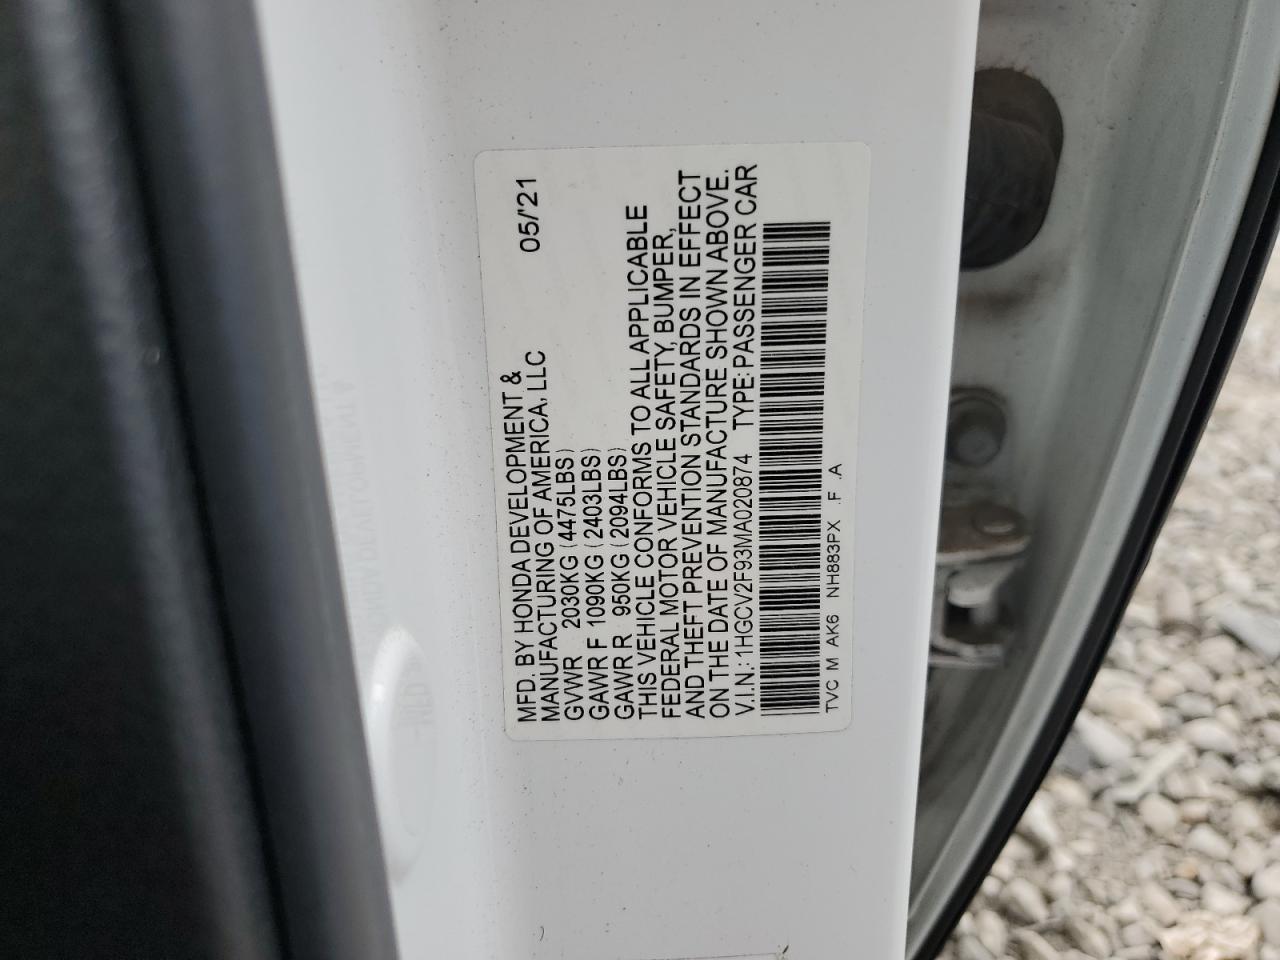 MFD. BY HONDA DEVELOPMENT &
MANUFACTURING OF AMERICA, LLC 05/'21
GVWR 2030KG (4475LBS)
GAWR F 1090KG (2403LBS)
GAWR R 950KG (2094LBS)
THIS VEHICLE CONFORMS TO ALL APPLICABLE
FEDERAL MOTOR VEHICLE SAFETY, BUMPER,
AND THEFT PREVENTION STANDARDS IN EFFECT
ON THE DATE OF MANUFACTURE SHOWN ABOVE.
V.I.N.: 1HGCV2F93MA020874 TYPE: PASSENGER CAR
TVC M AK6 NH883PX .F .A